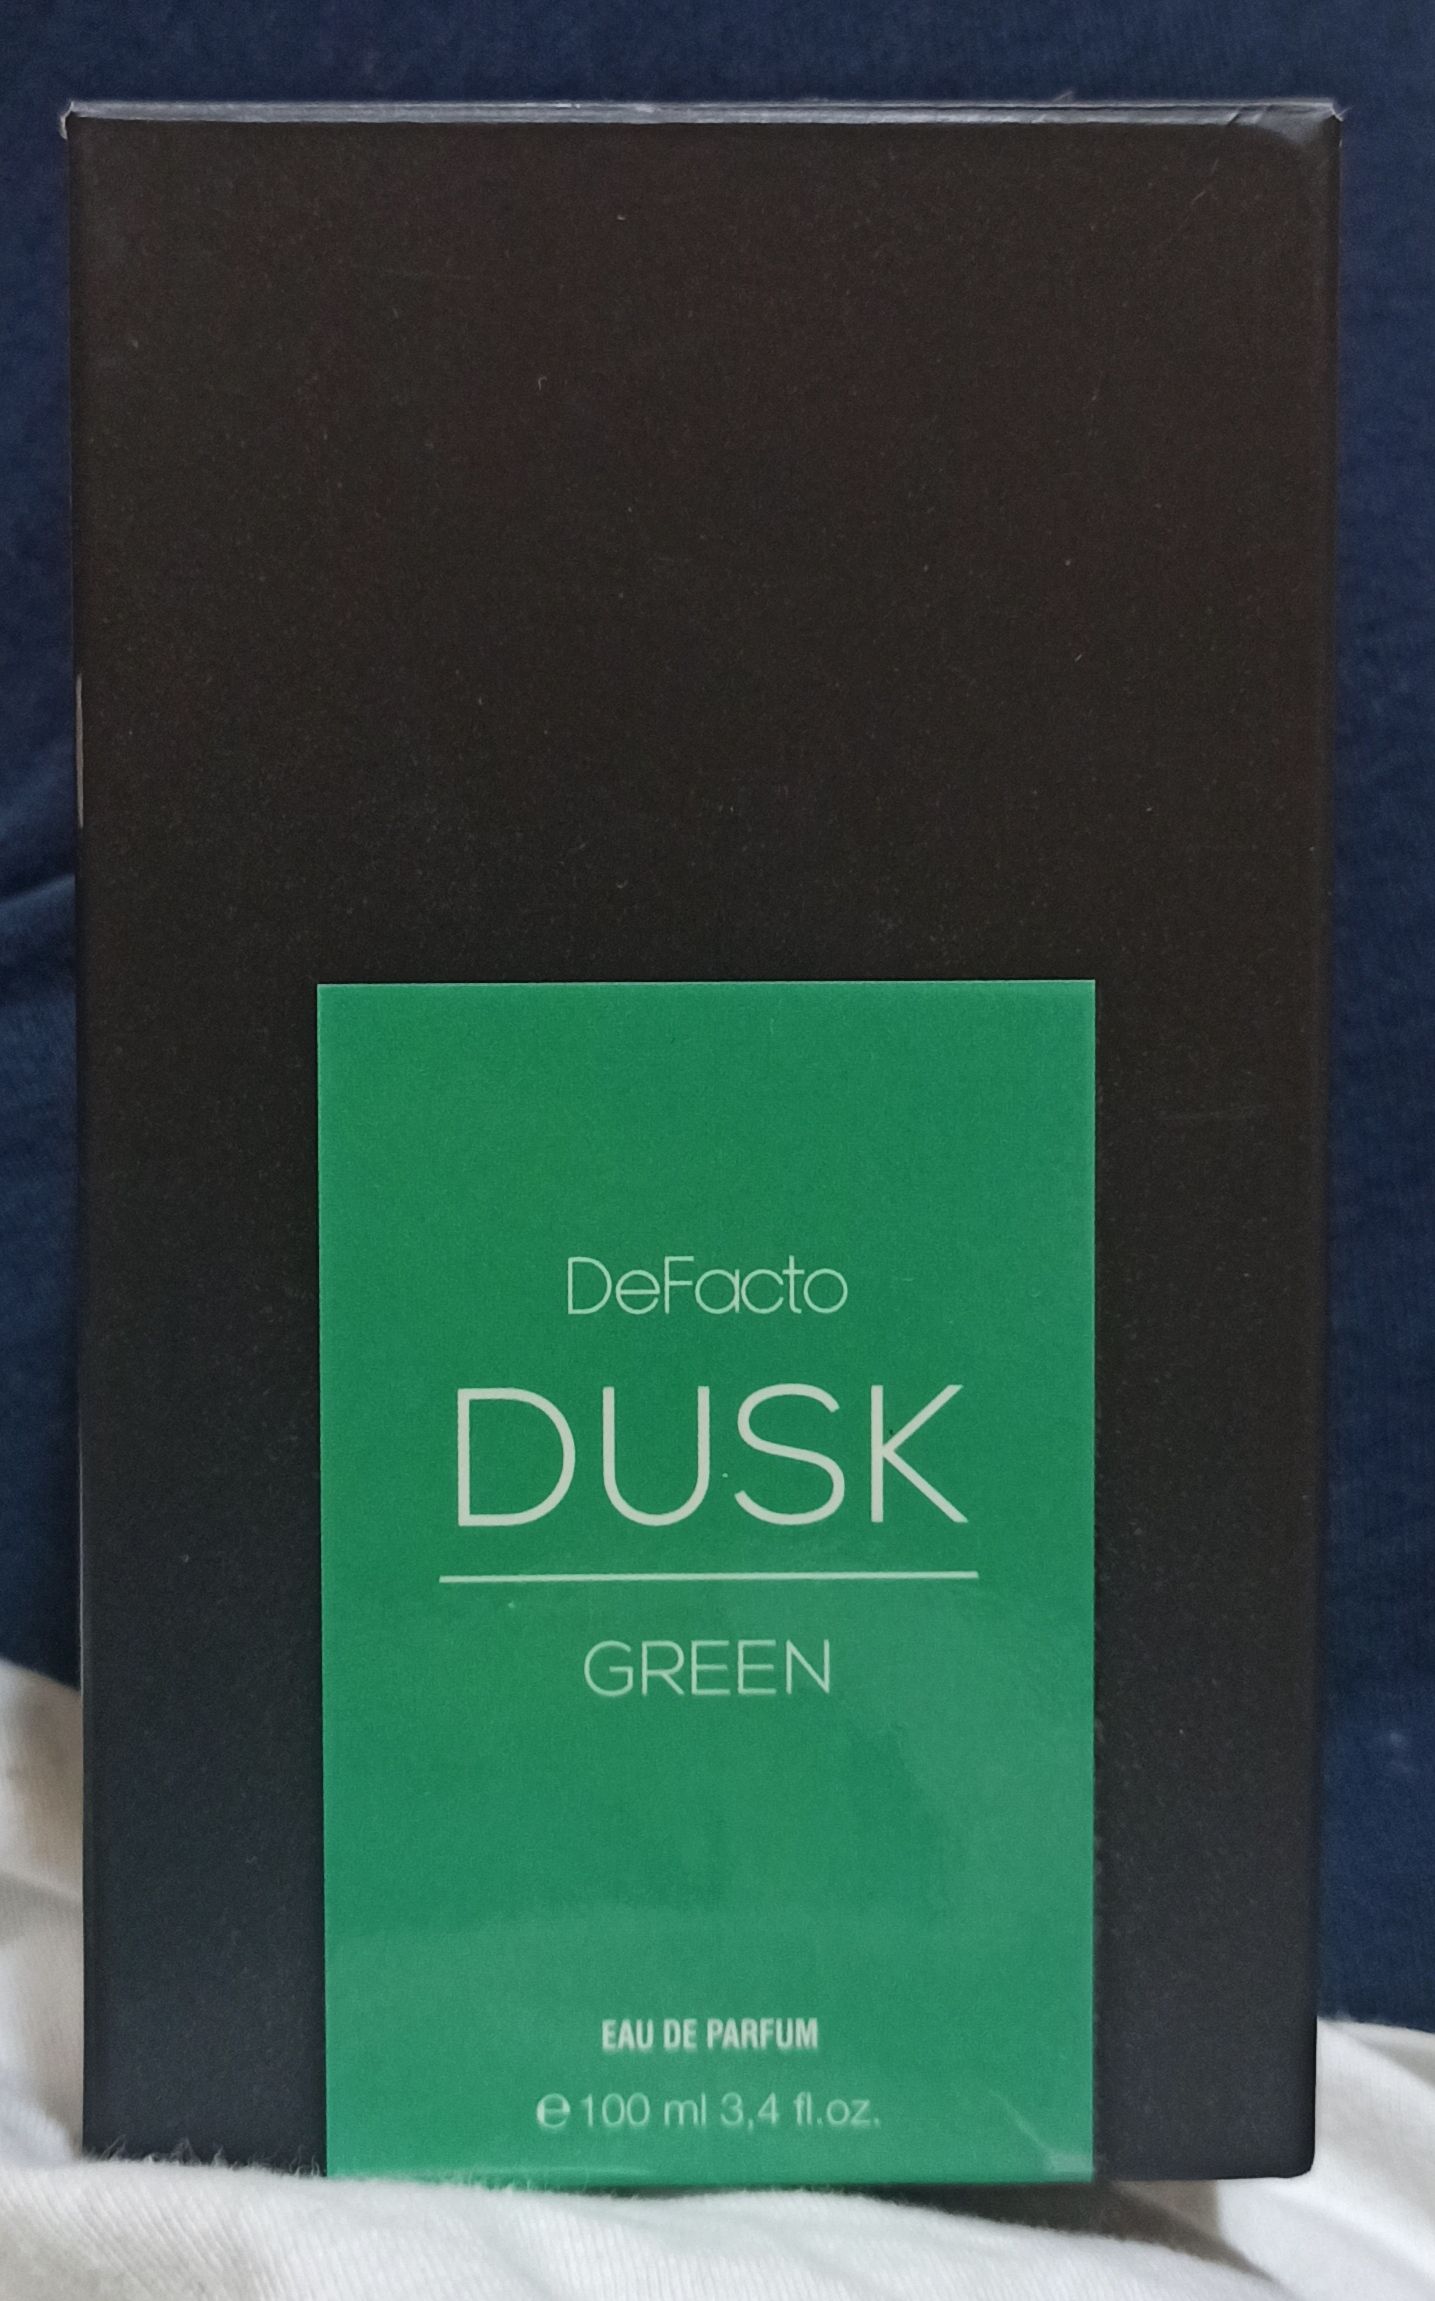 DeFacto
DUSK
GREEN
EAU DE PARFUM
℮ 100 ml 3,4 fl.oz.